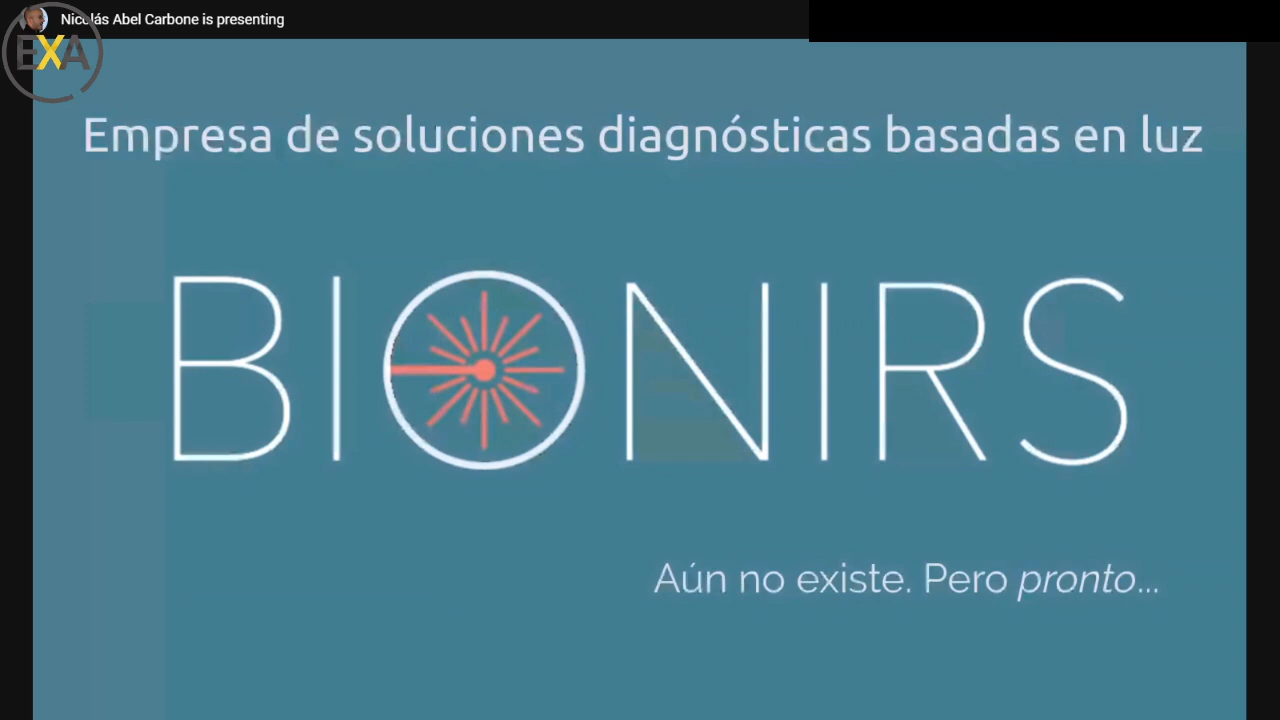 Nicolás Abel Carbone is presenting
EXA
Empresa de soluciones diagnósticas basadas en luz
BIONIRS
Aún no existe. Pero pronto...